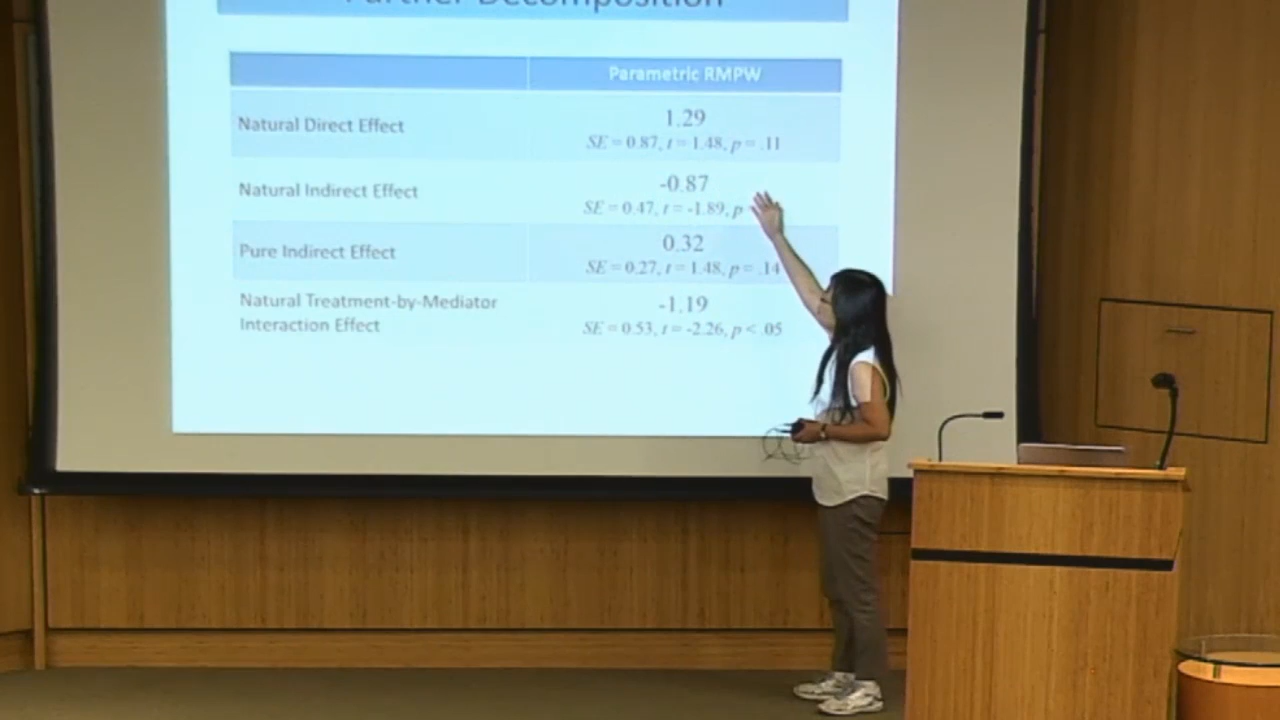 Further Decomposition
Parametric RMPW
Natural Direct Effect
1.29
SE = 0.87, t = 1.48, p = .11
Natural Indirect Effect
-0.87
SE = 0.47, t = -1.89, p
Pure Indirect Effect
0.32
SE = 0.27, t = 1.48, p = .14
Natural Treatment-by-Mediator
Interaction Effect
-1.19
SE = 0.53, t = -2.26, p < .05